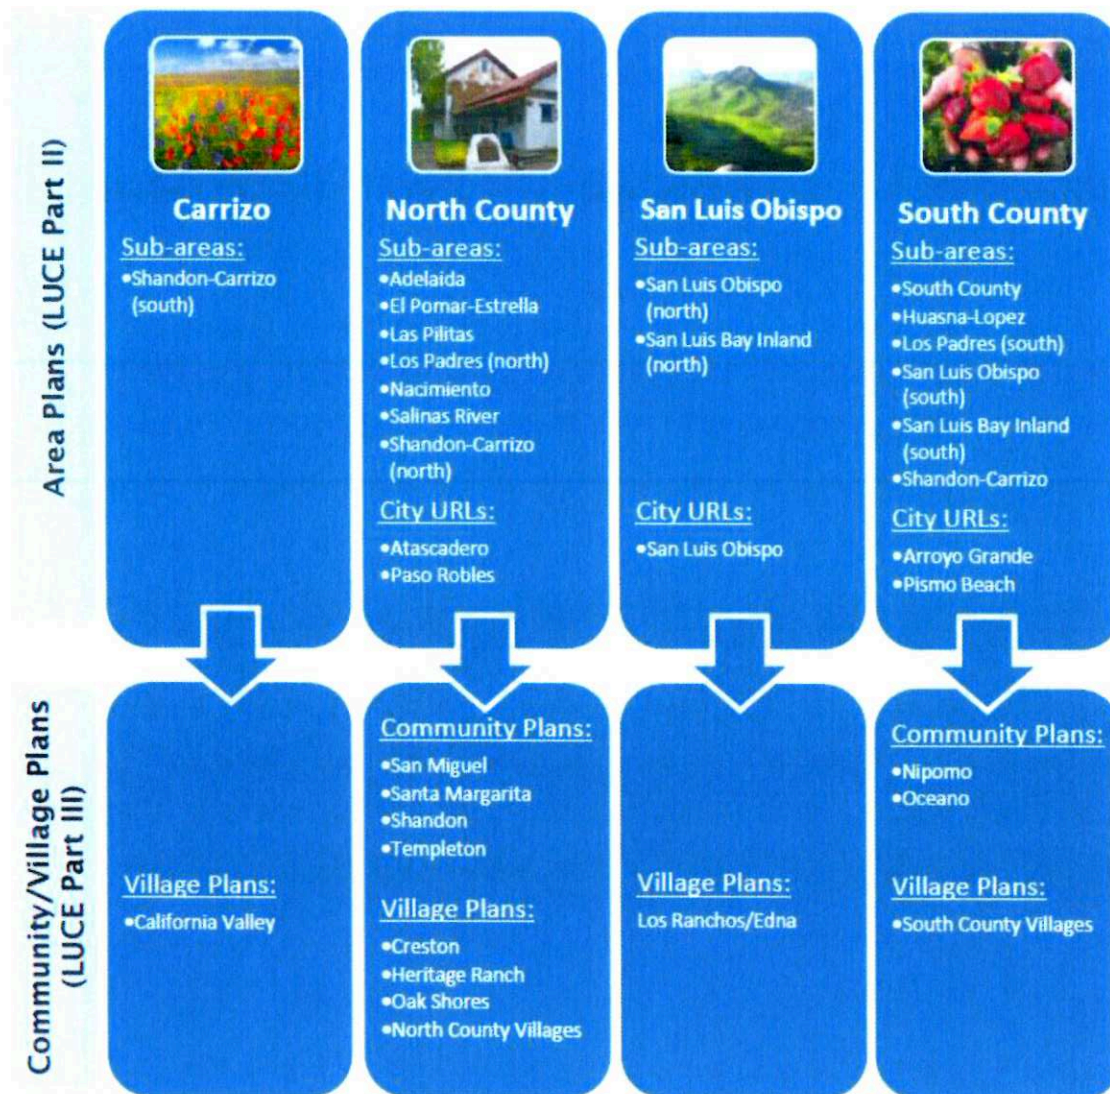 Area Plans (LUCE Part II)
Carrizo
Sub-areas:
•Shandon-Carrizo
(south)
North County
Sub-areas:
•Adelaida
•El Pomar-Estrella
•Las Pilitas
•Los Padres (north)
•Nacimiento
•Salinas River
•Shandon-Carrizo
(north)
City URLs:
•Atascadero
•Paso Robles
San Luis Obispo
Sub-areas:
•San Luis Obispo
(north)
•San Luis Bay Inland
(north)
City URLs:
•San Luis Obispo
South County
Sub-areas:
•South County
•Huasna-Lopez
•Los Padres (south)
•San Luis Obispo
(south)
•San Luis Bay Inland
(south)
•Shandon-Carrizo
City URLs:
•Arroyo Grande
•Pismo Beach
Community/Village Plans
(LUCE Part III)
Village Plans:
•California Valley
Community Plans:
•San Miguel
•Santa Margarita
•Shandon
•Templeton
Village Plans:
•Creston
•Heritage Ranch
•Oak Shores
•North County Villages
Village Plans:
Los Ranchos/Edna
Community Plans:
•Nipomo
•Oceano
Village Plans:
•South County Villages